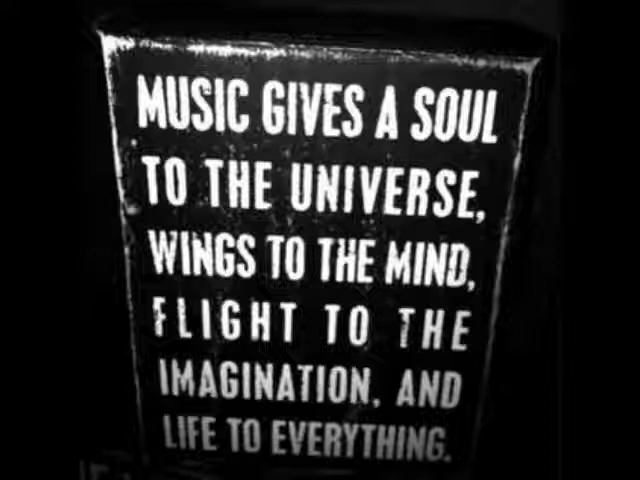 MUSIC GIVES A SOUL
TO THE UNIVERSE,
WINGS TO THE MIND,
FLIGHT TO THE
IMAGINATION, AND
LIFE TO EVERYTHING.